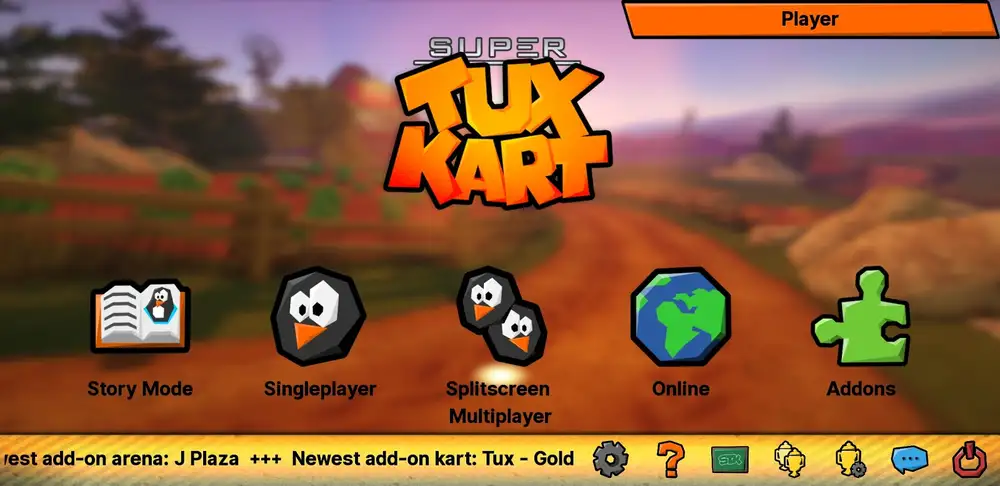 Player
SUPER
TUX
KART
Story Mode
Singleplayer
Splitscreen
Multiplayer
Online
Addons
est add-on arena: J Plaza +++ Newest add-on kart: Tux - Gold
STK